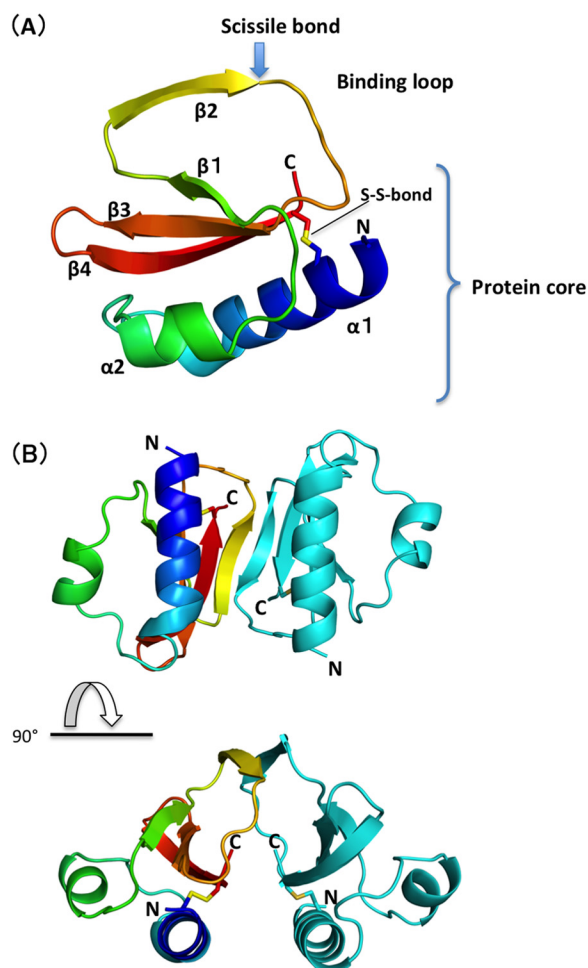 (A)
Scissile bond
Binding loop
β2
β1
C
S-S-bond
β3
N
β4
Protein core
α1
α2
(B)
N
C
C
N
90°
C C
N N